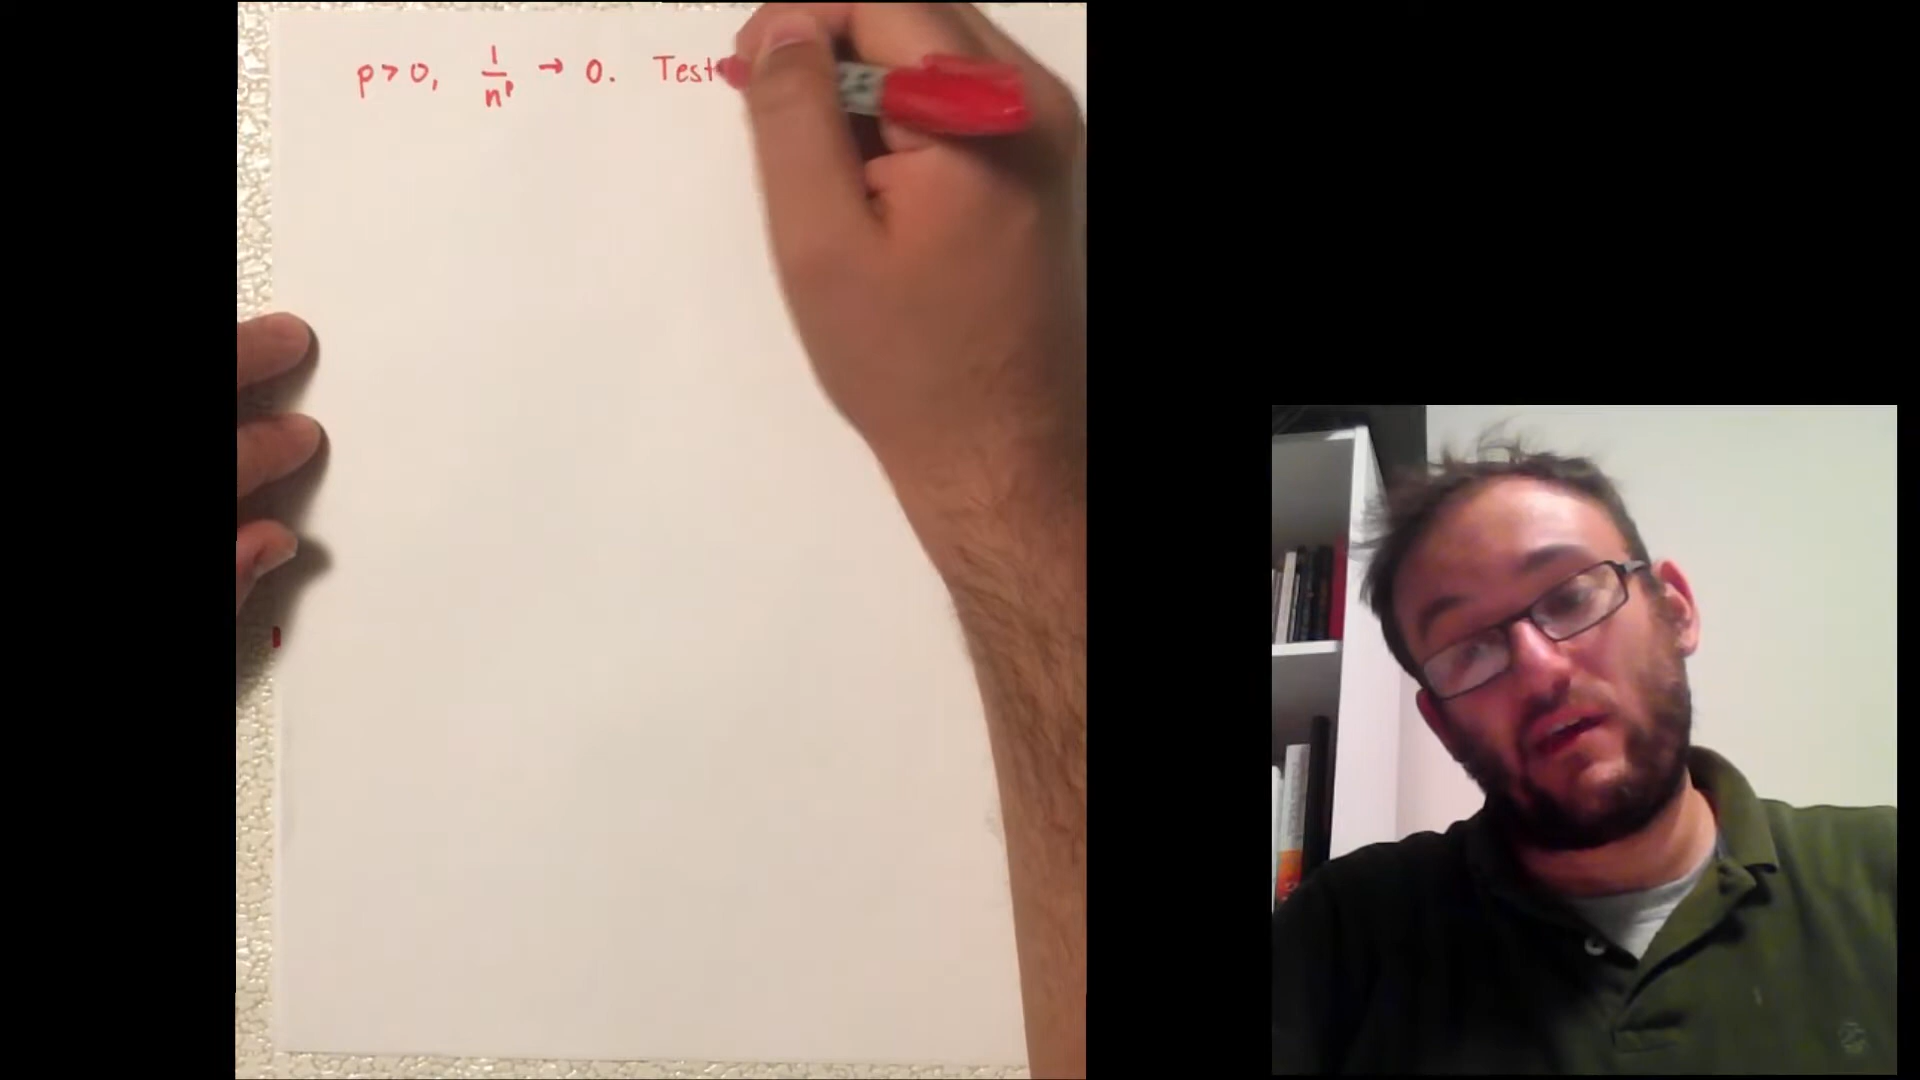 p > 0, 1/n^p → 0. Test